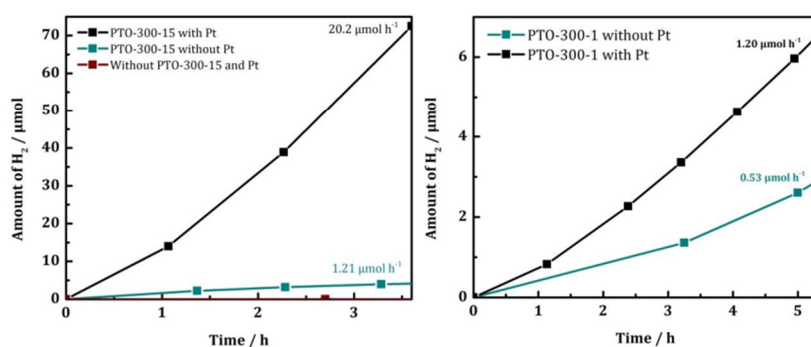 PTO-300-15 with Pt
PTO-300-15 without Pt
Without PTO-300-15 and Pt
20.2 μmol h⁻¹
1.21 μmol h⁻¹
Amount of H₂ / μmol
70
60
50
40
30
20
10
0
0 1 2 3
Time / h
PTO-300-1 without Pt
PTO-300-1 with Pt
1.20 μmol h⁻¹
0.53 μmol h⁻¹
Amount of H₂ / μmol
6
4
2
0
0 1 2 3 4 5
Time / h